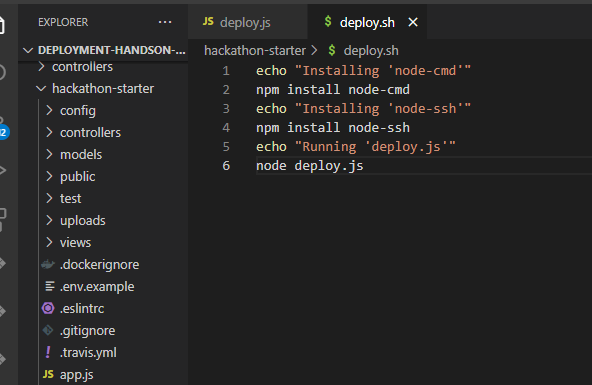 EXPLORER
DEPLOYMENT-HANDSON-...
controllers
hackathon-starter
config
controllers
models
public
test
uploads
views
.dockerignore
.env.example
.eslintrc
.gitignore
.travis.yml
JS app.js
JS deploy.js
$ deploy.sh
hackathon-starter > $ deploy.sh
1 echo "Installing 'node-cmd'"
2 npm install node-cmd
3 echo "Installing 'node-ssh'"
4 npm install node-ssh
5 echo "Running 'deploy.js'"
6 node deploy.js